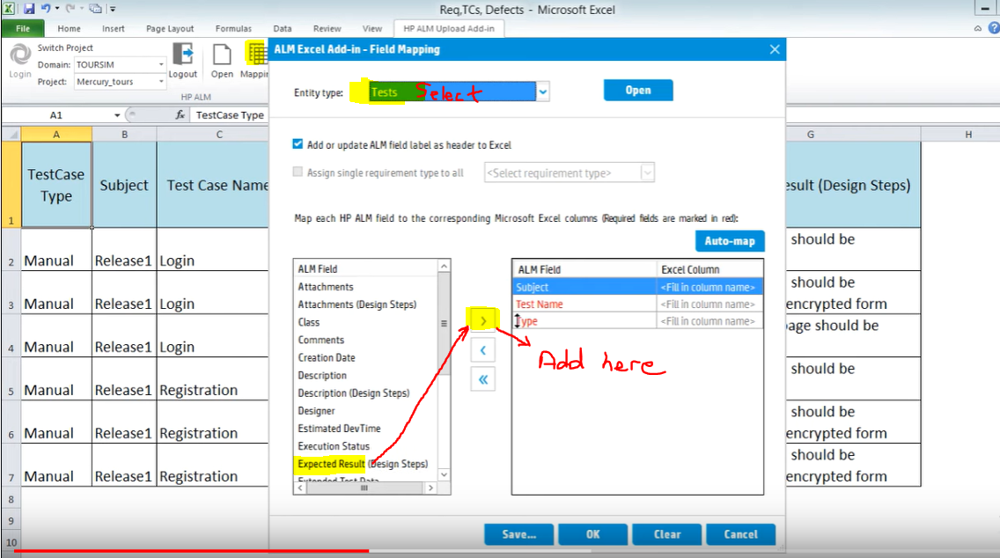 Req,TCs, Defects - Microsoft Excel
File Home Insert Page Layout Formulas Data Review View HP ALM Upload Add-in
Login
Switch Project
Domain: TOURSIM
Project: Mercury_tours
Logout
Open
Mappin
HP ALM
A1
fx
TestCase Type
A B C G H
1 TestCase Type Subject Test Case Name esult (Design Steps)
2 Manual Release1 Login should be
3 Manual Release1 Login should be encrypted form
4 Manual Release1 Login page should be
5 Manual Release1 Registration should be
6 Manual Release1 Registration should be encrypted form
7 Manual Release1 Registration should be encrypted form
8
9
10
ALM Excel Add-in - Field Mapping
Entity type: Tests Select Open
Add or update ALM field label as header to Excel
Assign single requirement type to all <Select requirement type>
Map each HP ALM field to the corresponding Microsoft Excel columns (Required fields are marked in red):
Auto-map
ALM Field
Attachments
Attachments (Design Steps)
Class
Comments
Creation Date
Description
Description (Design Steps)
Designer
Estimated DevTime
Execution Status
Expected Result (Design Steps)
Extended Test Data
ALM Field Excel Column
Subject <Fill in column name>
Test Name <Fill in column name>
Type <Fill in column name>
Add here
Save... OK Clear Cancel